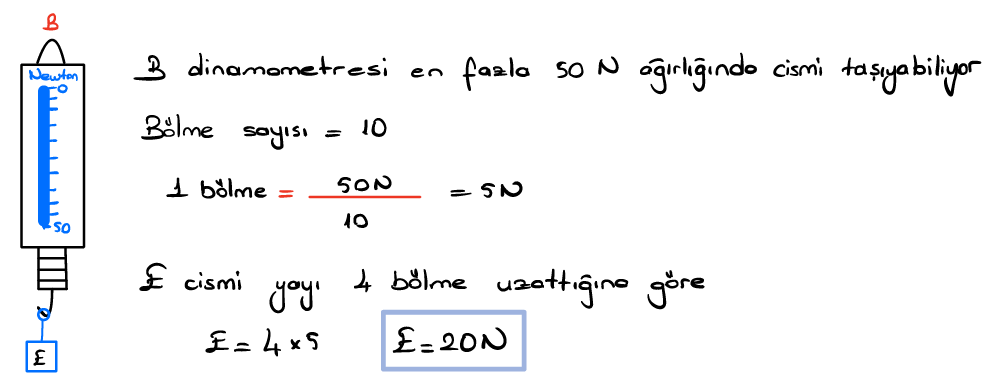 B
Newton
0
50
E
B dinamometresi en fazla 50 N ağırlığında cismi taşıyabiliyor
Bölme sayısı = 10
1 bölme = 50N / 10 = 5N
E cismi yayı 4 bölme uzattığına göre
E = 4 x 5 E = 20N